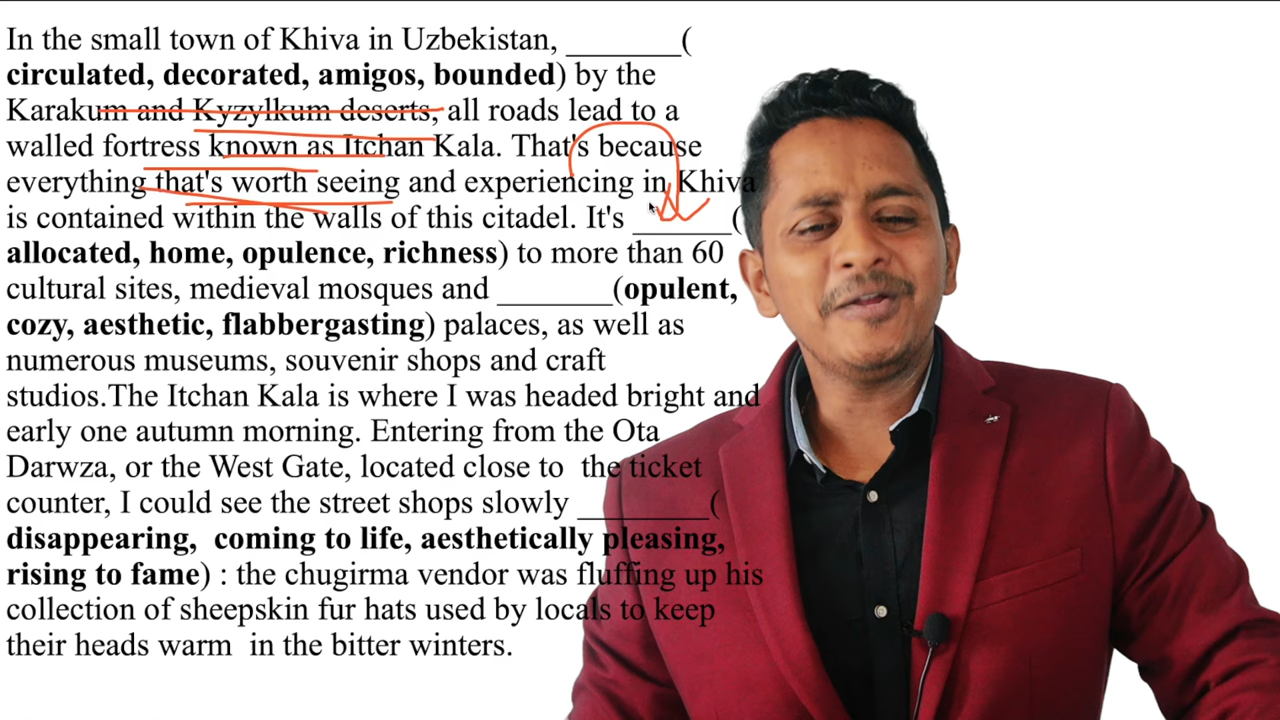 In the small town of Khiva in Uzbekistan, _______(
circulated, decorated, amigos, bounded) by the
Karakum and Kyzylkum deserts, all roads lead to a
walled fortress known as Itchan Kala. That's because
everything that's worth seeing and experiencing in Khiva
is contained within the walls of this citadel. It's ______(
allocated, home, opulence, richness) to more than 60
cultural sites, medieval mosques and _______(opulent,
cozy, aesthetic, flabbergasting) palaces, as well as
numerous museums, souvenir shops and craft
studios.The Itchan Kala is where I was headed bright and
early one autumn morning. Entering from the Ota
Darwza, or the West Gate, located close to  the ticket
counter, I could see the street shops slowly ________(
disappearing,  coming to life, aesthetically pleasing,
rising to fame) : the chugirma vendor was fluffing up his
collection of sheepskin fur hats used by locals to keep
their heads warm  in the bitter winters.